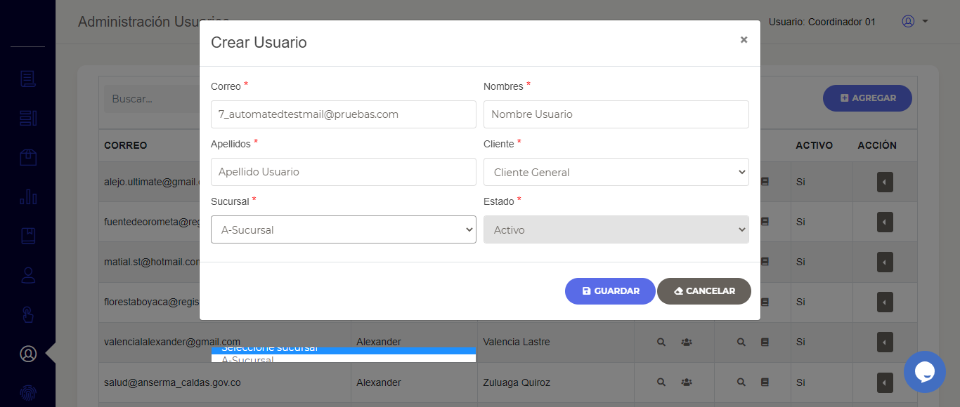 Administración Usuarios
Usuario: Coordinador 01
Crear Usuario
×
Correo *
Nombres *
7_automatedtestmail@pruebas.com
Nombre Usuario
Apellidos *
Cliente *
Apellido Usuario
Cliente General
Sucursal *
Estado *
A-Sucursal
Activo
GUARDAR
CANCELAR
Buscar...
AGREGAR
CORREO
ACTIVO
ACCIÓN
alejo.ultimate@gmail.
Si
fuentedeorometa@reg
Si
matial.st@hotmail.com
Si
florestaboyaca@regis
Si
valencialalexander@gmail.com
Alexander
Valencia Lastre
Si
Seleccione sucursal
A-Sucursal
salud@anserma_caldas.gov.co
Alexander
Zuluaga Quiroz
Si